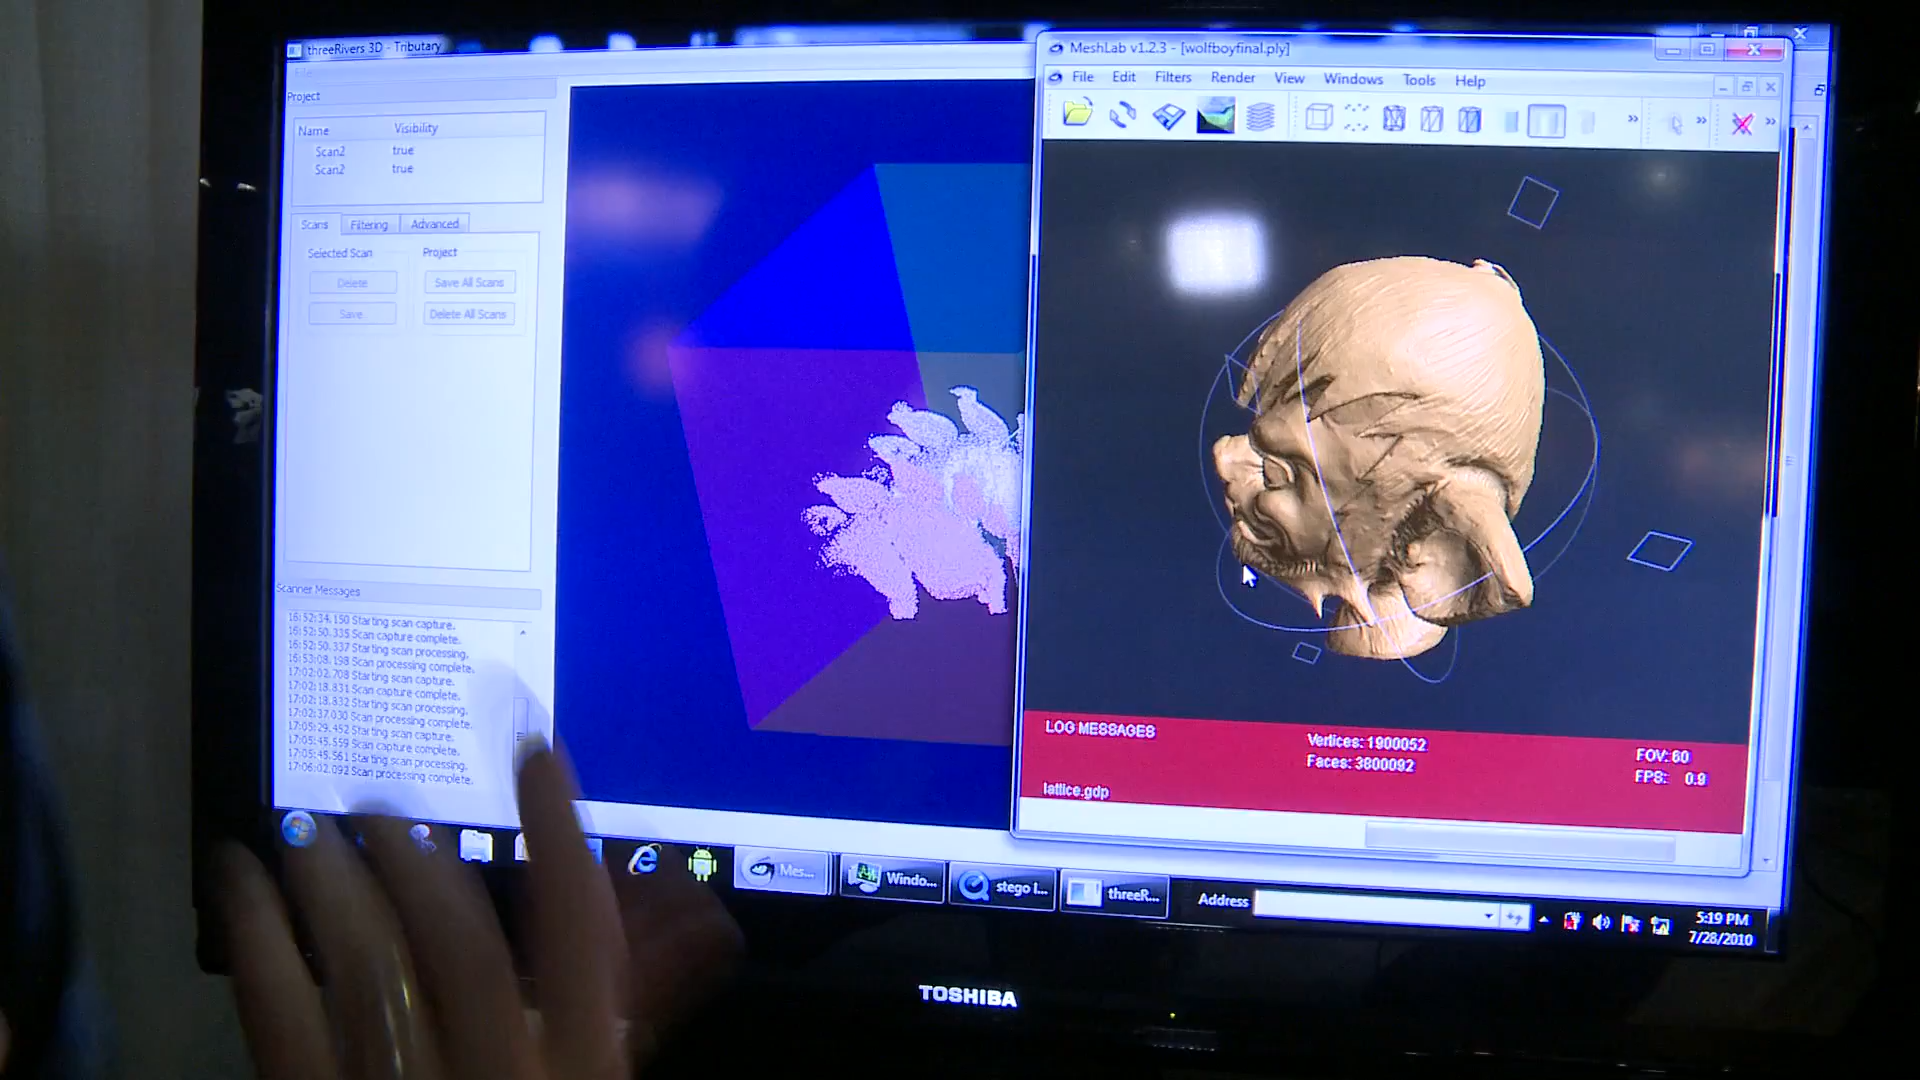 threeRivers 3D - Tributary
File
Project
Name Visibility
Scan2 true
Scan2 true
Scans Filtering Advanced
Selected Scan Project
Delete Save All Scans
Save Delete All Scans
Scanner Messages
16:52:34.150 Starting scan capture.
16:52:50.335 Scan capture complete.
16:52:50.337 Starting scan processing.
16:53:08.198 Scan processing complete.
17:02:02.708 Starting scan capture.
17:02:18.831 Scan capture complete.
17:02:18.832 Starting scan processing.
17:02:37.030 Scan processing complete.
17:05:29.452 Starting scan capture.
17:05:45.559 Scan capture complete.
17:05:45.561 Starting scan processing.
17:06:02.092 Scan processing complete.
MeshLab v1.2.3 - [wolfboyfinal.ply]
File Edit Filters Render View Windows Tools Help
LOG MESSAGES
Vertices: 1900052
Faces: 3800092
FOV: 60
FPS: 0.9
lattice.gdp
Mes...
Windo...
stego l...
threeR...
Address
5:19 PM
7/28/2010
TOSHIBA